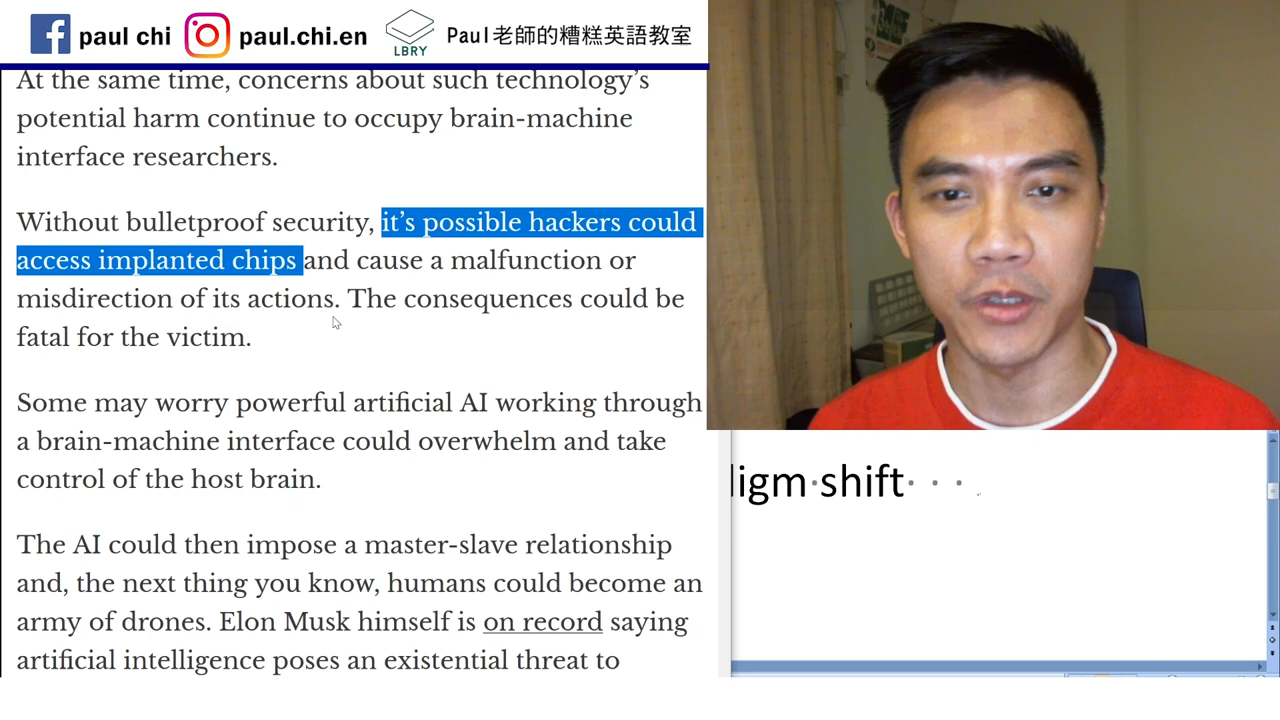 paul chi
paul.chi.en
LBRY
Paul老師的糟糕英語教室
At the same time, concerns about such technology’s
potential harm continue to occupy brain-machine
interface researchers.
Without bulletproof security, it’s possible hackers could
access implanted chips and cause a malfunction or
misdirection of its actions. The consequences could be
fatal for the victim.
Some may worry powerful artificial AI working through
a brain-machine interface could overwhelm and take
control of the host brain.
The AI could then impose a master-slave relationship
and, the next thing you know, humans could become an
army of drones. Elon Musk himself is on record saying
artificial intelligence poses an existential threat to
digm shift